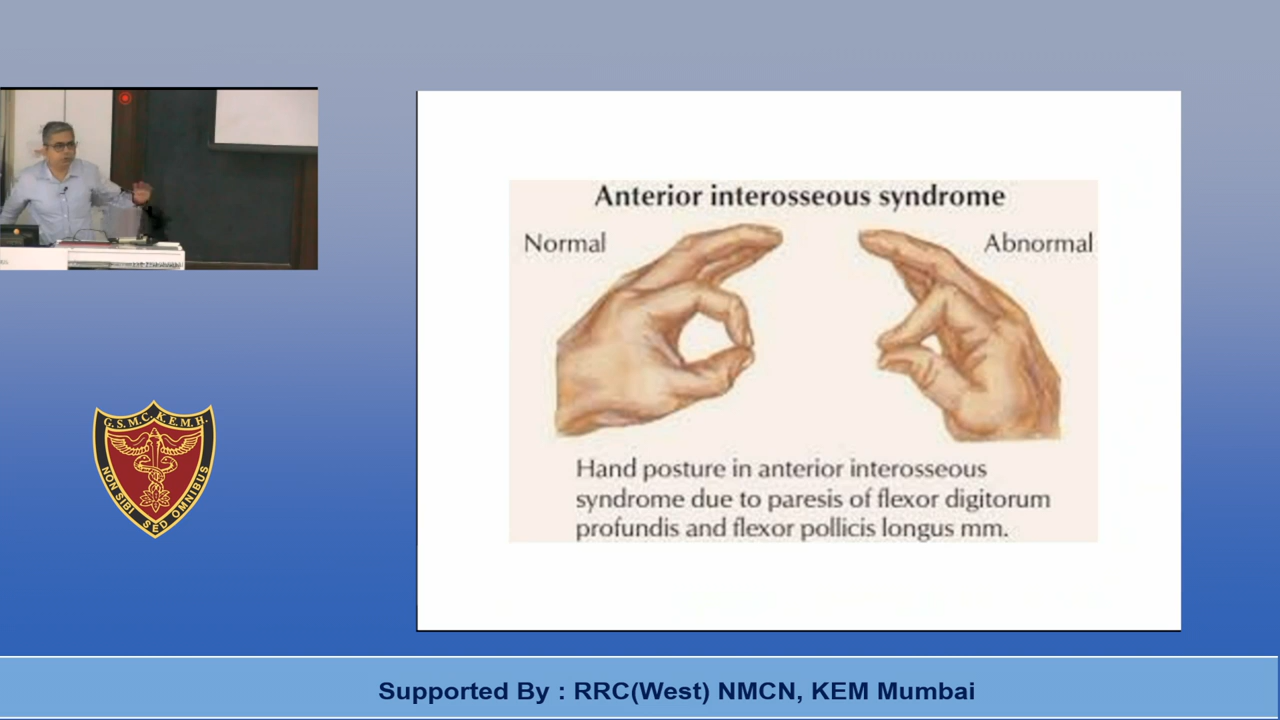 Anterior interosseous syndrome
Normal
Abnormal
Hand posture in anterior interosseous
syndrome due to paresis of flexor digitorum
profundis and flexor pollicis longus mm.
G.S.M.C. K.E.M.H.
NON SIBI SED OMNIBUS
Supported By : RRC(West) NMCN, KEM Mumbai